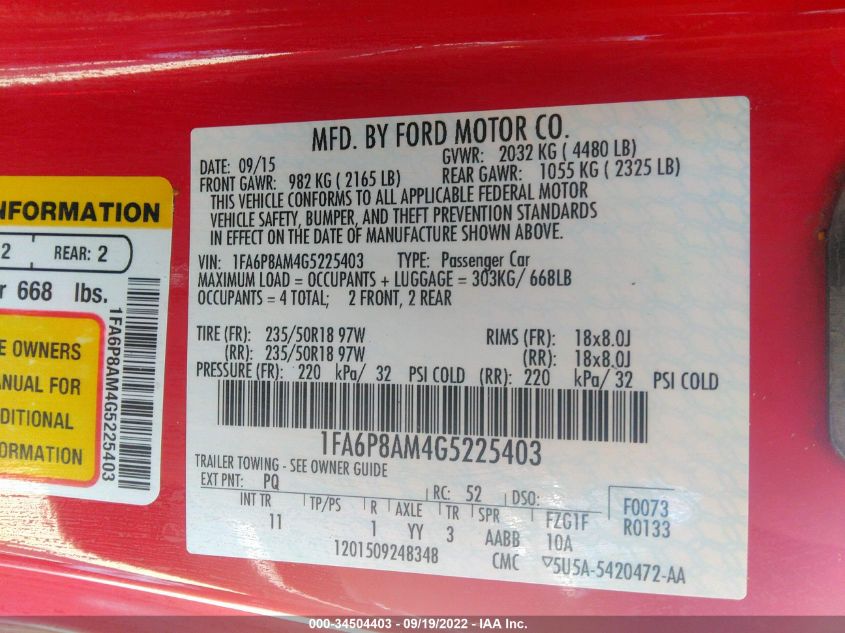 MFD. BY FORD MOTOR CO.
DATE: 09/15 GVWR: 2032 KG ( 4480 LB)
FRONT GAWR: 982 KG ( 2165 LB) REAR GAWR: 1055 KG ( 2325 LB)
THIS VEHICLE CONFORMS TO ALL APPLICABLE FEDERAL MOTOR
VEHICLE SAFETY, BUMPER, AND THEFT PREVENTION STANDARDS
IN EFFECT ON THE DATE OF MANUFACTURE SHOWN ABOVE.
VIN: 1FA6P8AM4G5225403 TYPE: Passenger Car
MAXIMUM LOAD = OCCUPANTS + LUGGAGE = 303KG/ 668LB
OCCUPANTS = 4 TOTAL; 2 FRONT, 2 REAR
TIRE (FR): 235/50R18 97W RIMS (FR): 18x8.0J
(RR): 235/50R18 97W (RR): 18x8.0J
PRESSURE (FR): 220 kPa/ 32 PSI COLD (RR): 220 kPa/ 32 PSI COLD
1FA6P8AM4G5225403
TRAILER TOWING - SEE OWNER GUIDE
EXT PNT: PQ RC: 52 DSO: F0073
INT TR TP/PS R AXLE TR SPR FZG1F R0133
11 1 YY 3 AABB 10A
1201509248348 CMC ▽5U5A-5420472-AA
NFORMATION
2 REAR: 2
r 668 lbs.
E OWNERS
ANUAL FOR
DITIONAL
ORMATION
1FA6P8AM4G5225403
000-34504403 - 09/19/2022 - IAA Inc.